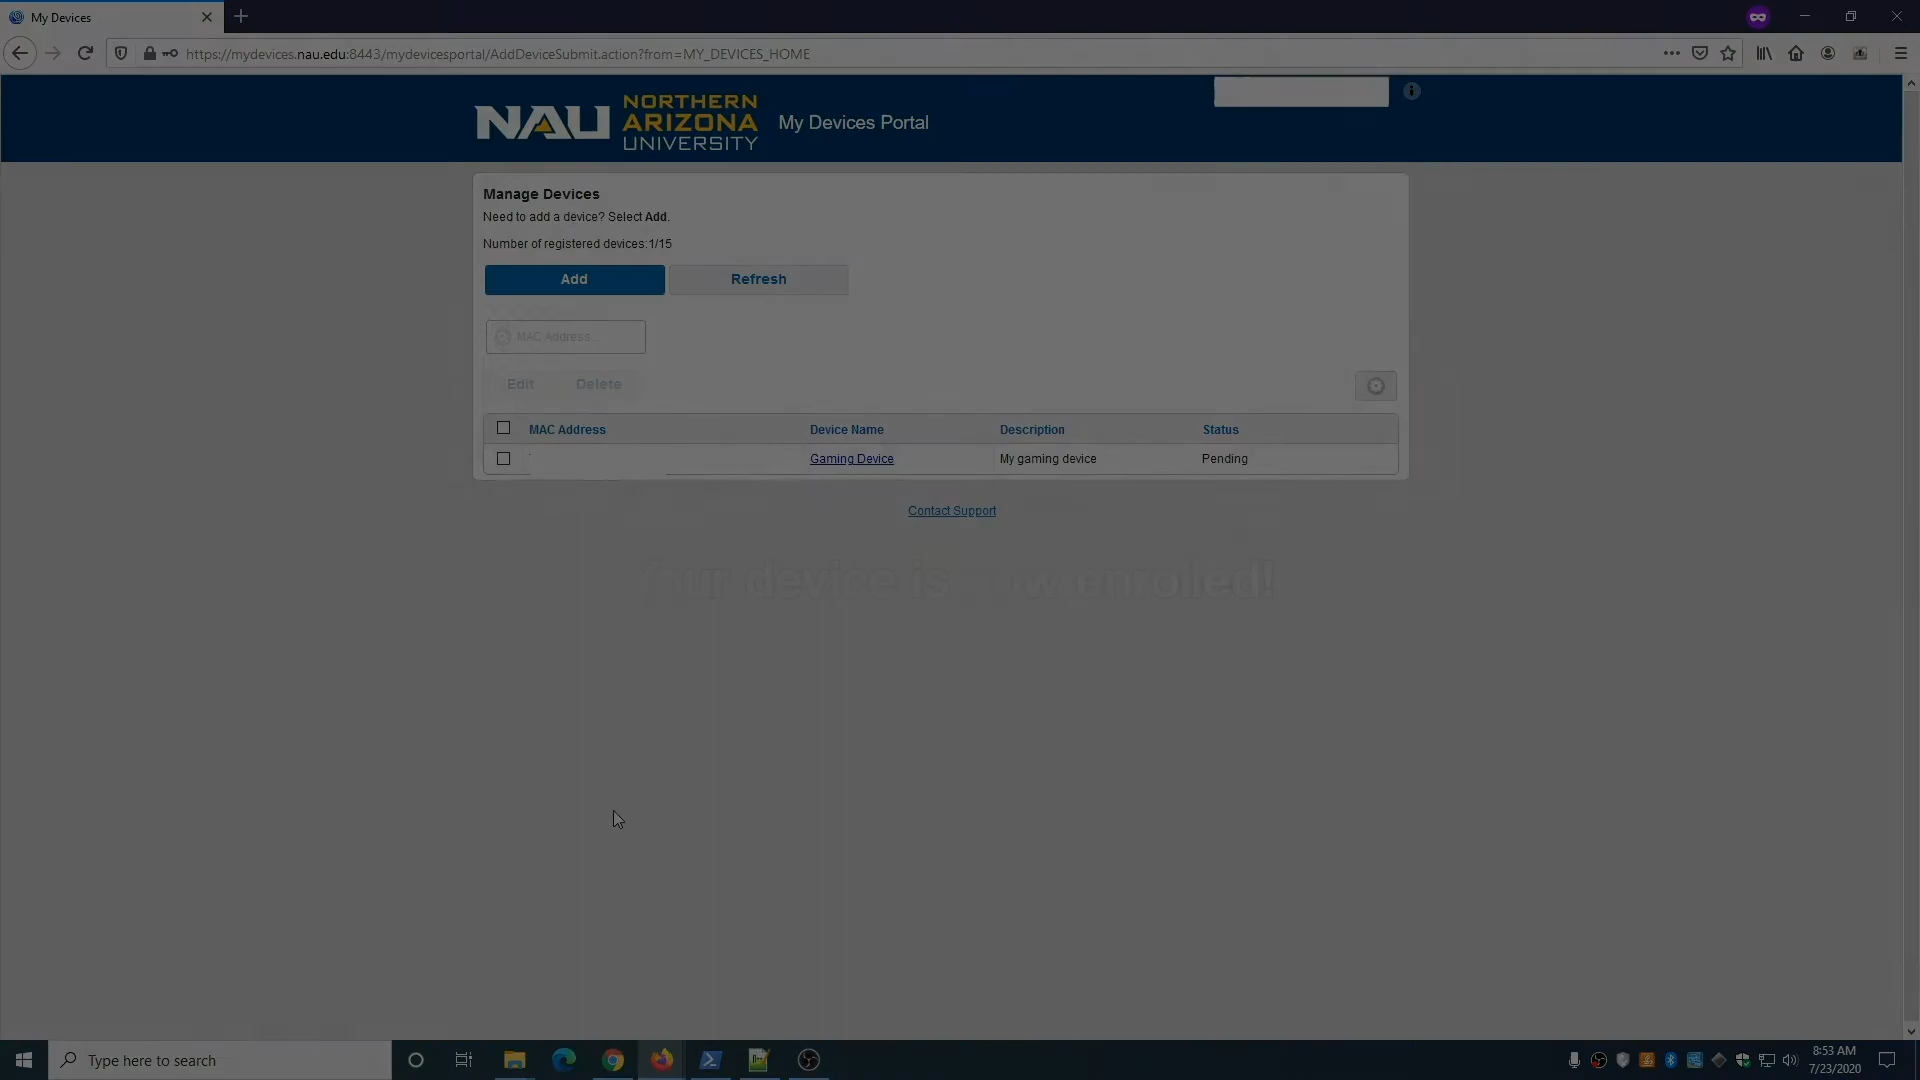 My Devices
https://mydevices.nau.edu:8443/mydevicesportal/AddDeviceSubmit.action?from=MY_DEVICES_HOME
NAU NORTHERN
ARIZONA
UNIVERSITY
My Devices Portal
Manage Devices
Need to add a device? Select Add.
Number of registered devices:1/15
Add Refresh
MAC Address...
Edit Delete
MAC Address Device Name Description Status
Gaming Device My gaming device Pending
Contact Support
Your device is now enrolled!
Type here to search
8:53 AM
7/23/2020